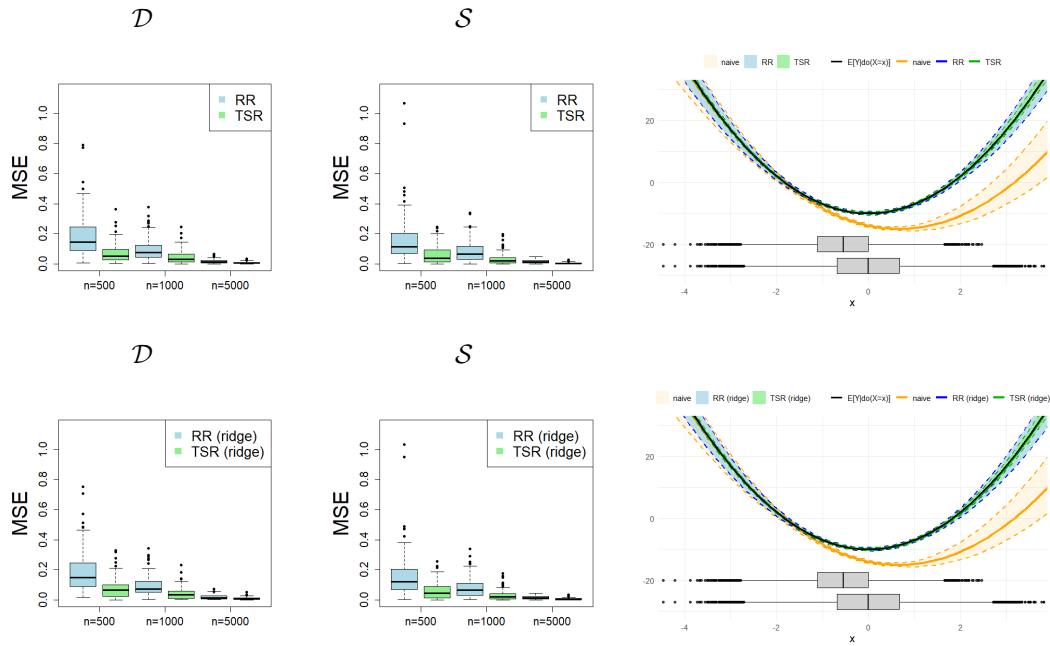 𝒟
𝒮
naive RR TSR E[Y|do(X=x)] naive RR TSR
MSE
0.0 0.2 0.4 0.6 0.8 1.0
RR
TSR
n=500 n=1000 n=5000
MSE
0.0 0.2 0.4 0.6 0.8 1.0
RR
TSR
n=500 n=1000 n=5000
20
0
-20
-4 -2 0 2
x
𝒟
𝒮
naive RR (ridge) TSR (ridge) E[Y|do(X=x)] naive RR (ridge) TSR (ridge)
MSE
0.0 0.2 0.4 0.6 0.8 1.0
RR (ridge)
TSR (ridge)
n=500 n=1000 n=5000
MSE
0.0 0.2 0.4 0.6 0.8 1.0
RR (ridge)
TSR (ridge)
n=500 n=1000 n=5000
20
0
-20
-4 -2 0 2
x